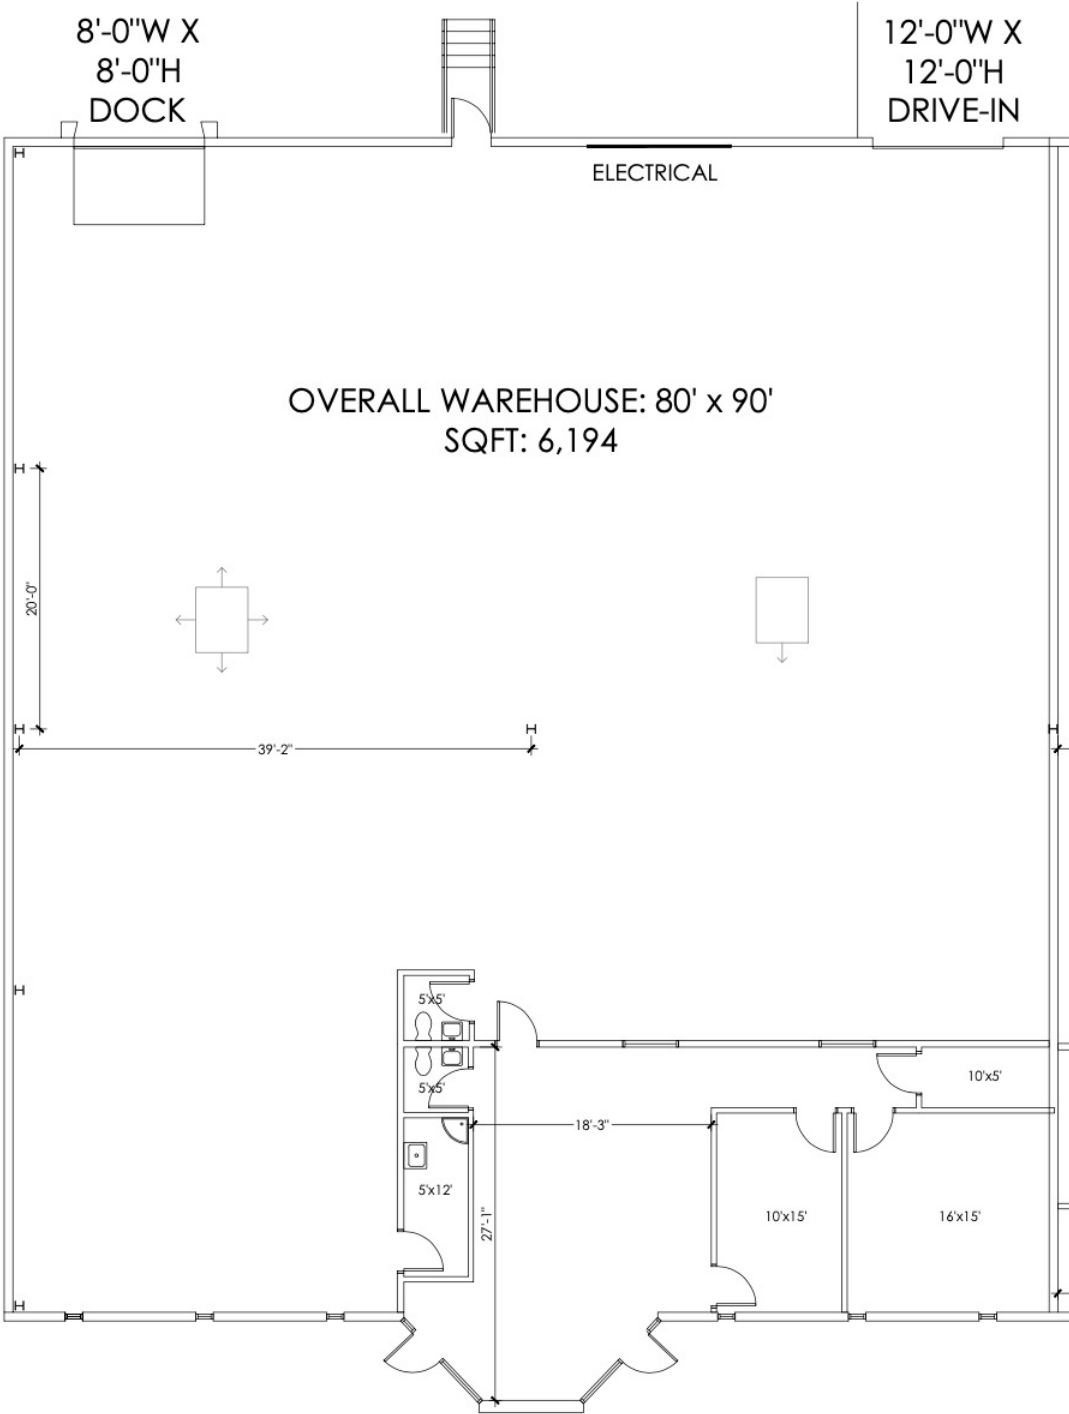 8'-0"W X
8'-0"H
DOCK
12'-0"W X
12'-0"H
DRIVE-IN
ELECTRICAL
OVERALL WAREHOUSE: 80' x 90'
SQFT: 6,194
20'-0"
39'-2"
5'x5'
5'x5'
10'x5'
18'-3"
5'x12'
27'-1"
10'x15'
16'x15'